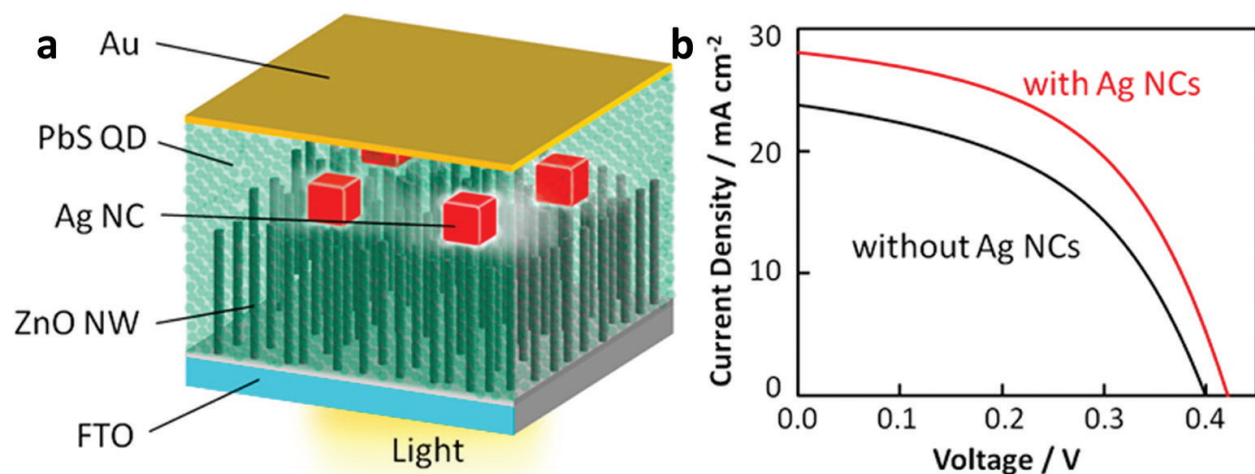 a
Au
PbS QD
Ag NC
ZnO NW
FTO
Light
b
Current Density / mA cm⁻²
30
20
10
0
with Ag NCs
without Ag NCs
0.0 0.1 0.2 0.3 0.4
Voltage / V